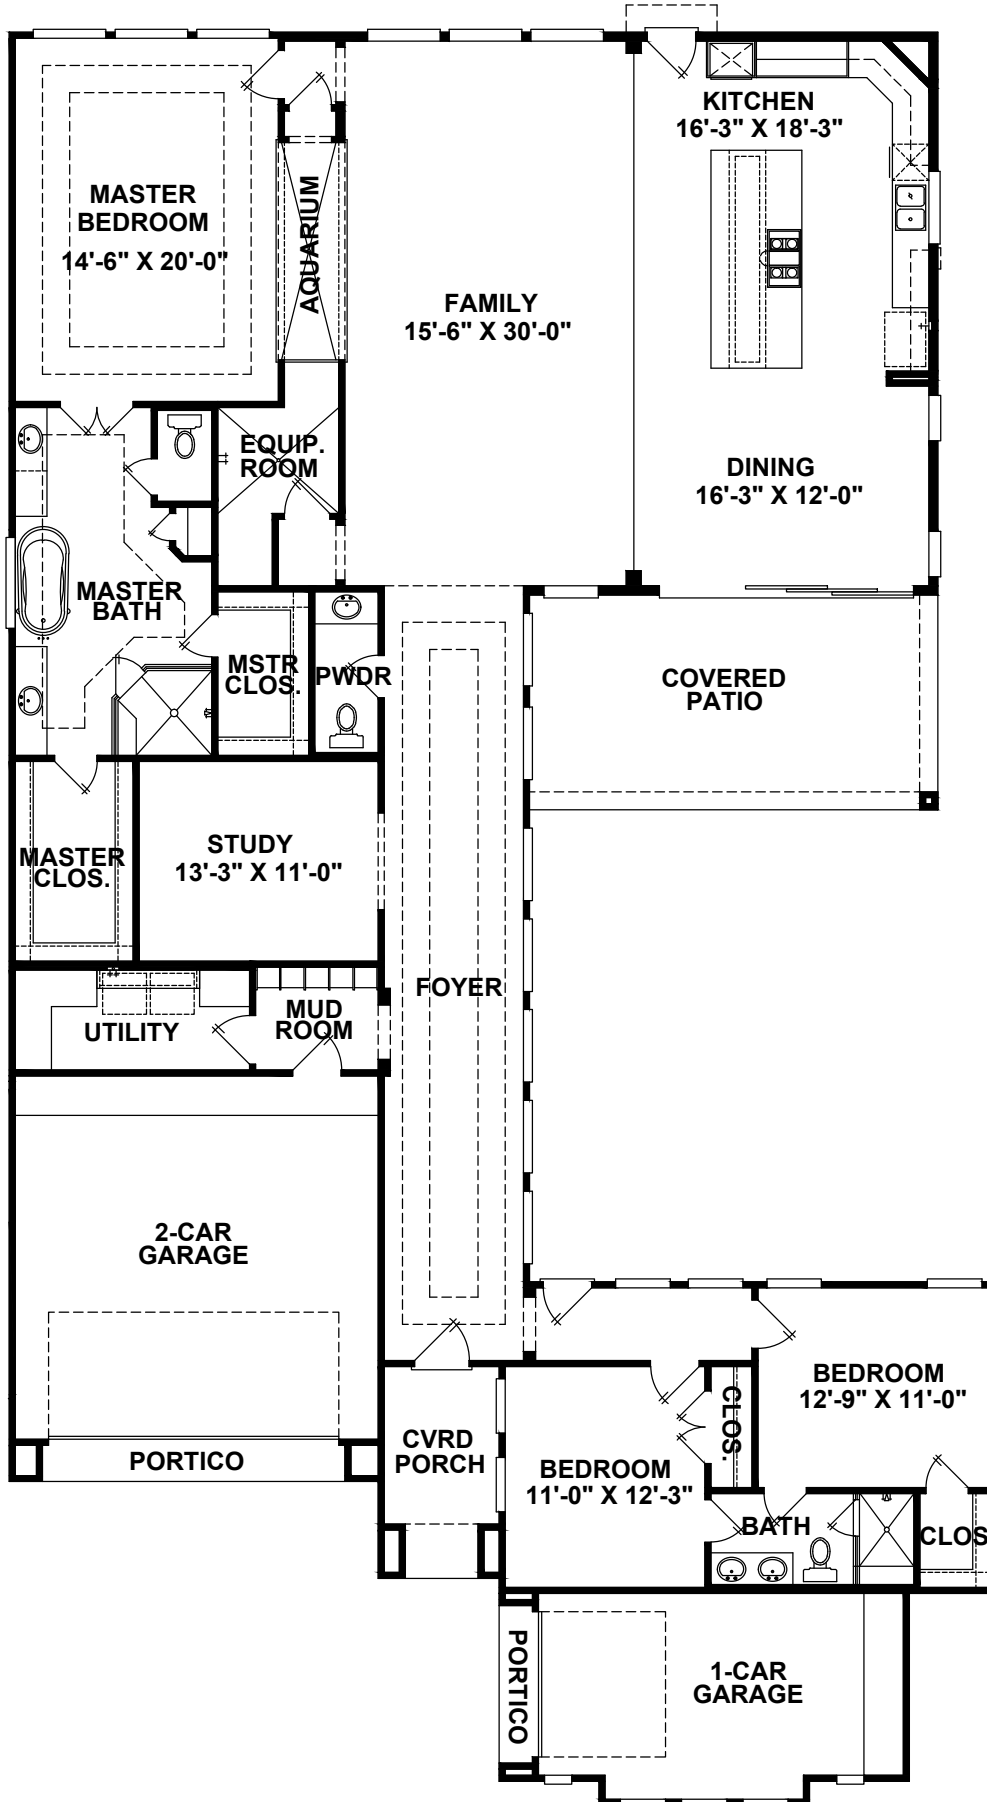 KITCHEN
16'-3" X 18'-3"
MASTER
BEDROOM
14'-6" X 20'-0"
AQUARIUM
FAMILY
15'-6" X 30'-0"
EQUIP.
ROOM
DINING
16'-3" X 12'-0"
MASTER
BATH
MSTR
CLOS.
PWDR
COVERED
PATIO
MASTER
CLOS.
STUDY
13'-3" X 11'-0"
FOYER
UTILITY
MUD
ROOM
2-CAR
GARAGE
PORTICO
CVRD
PORCH
BEDROOM
12'-9" X 11'-0"
CLOS.
BEDROOM
11'-0" X 12'-3"
BATH
CLOS
PORTICO
1-CAR
GARAGE